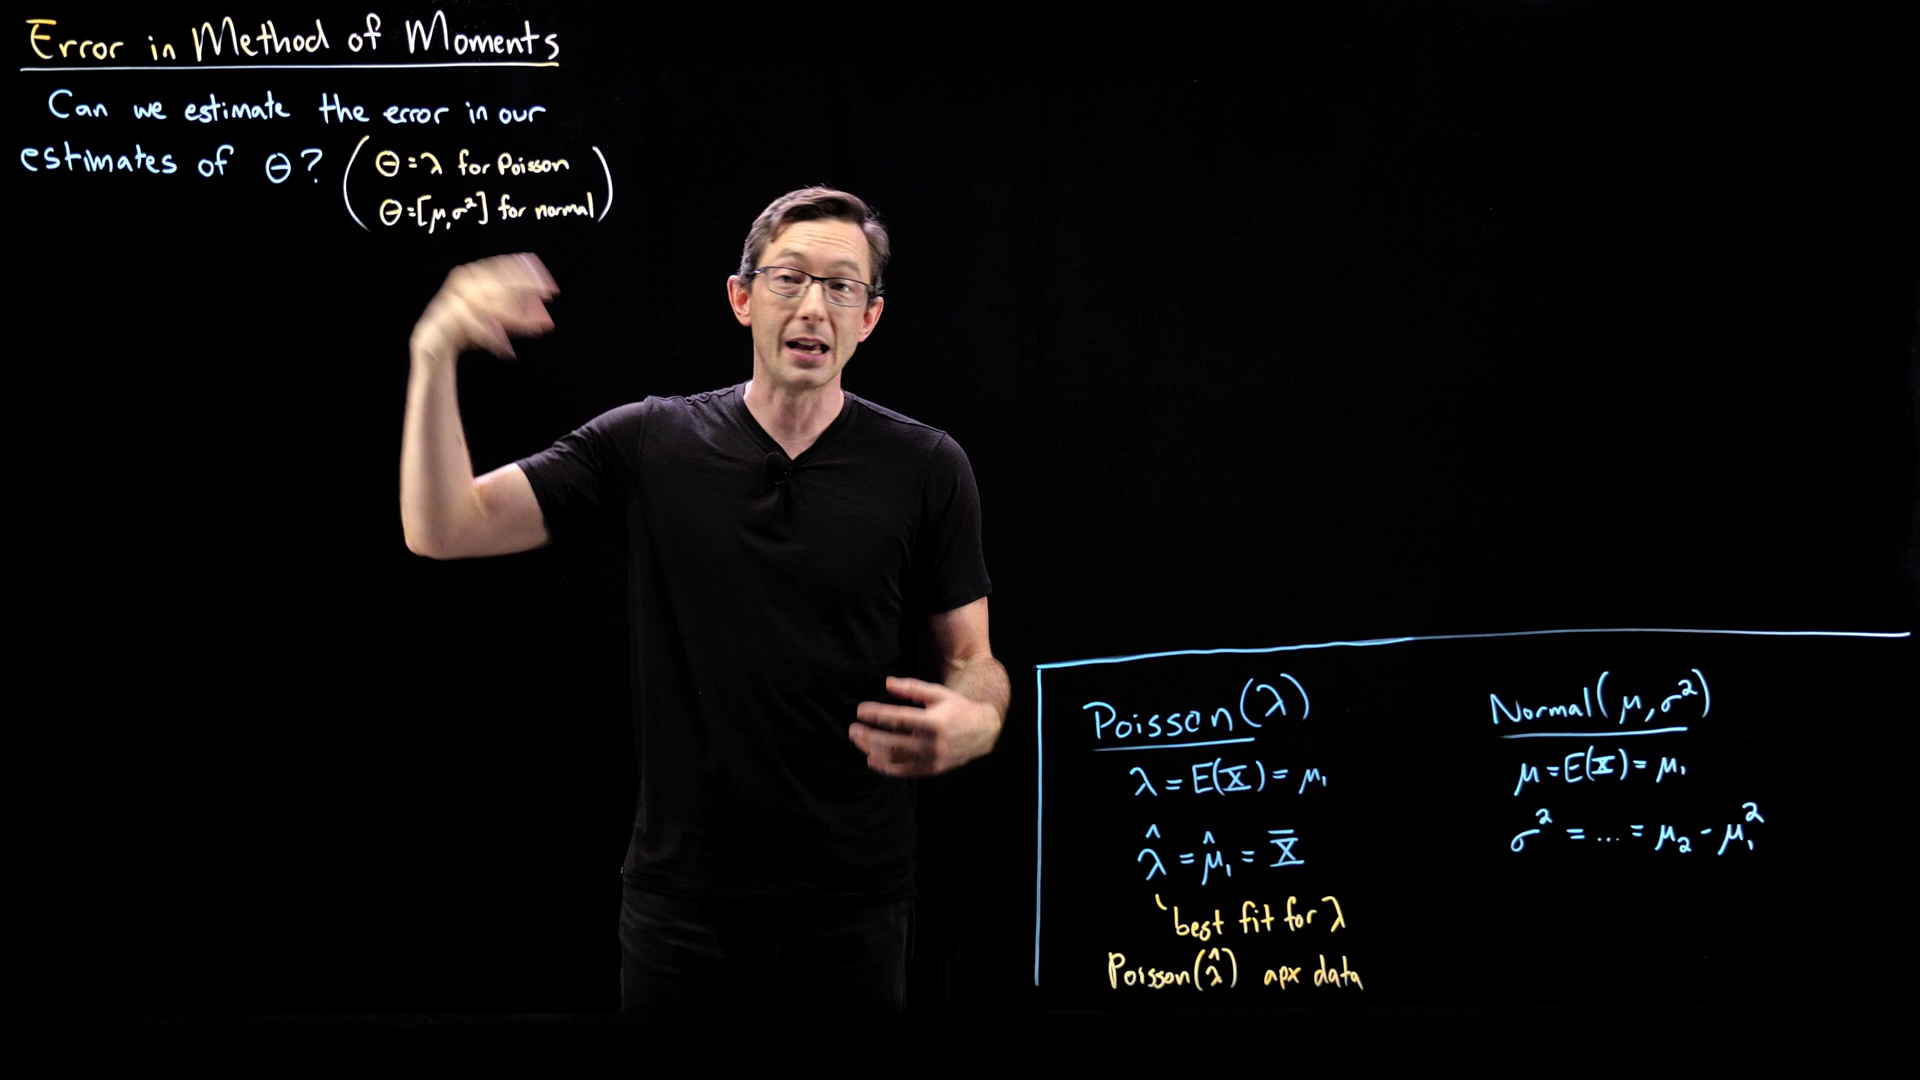 Error in Method of Moments
Can we estimate the error in our
estimates of Θ? (Θ=λ for Poisson
Θ=[μ,σ²] for normal)
Poisson(λ)
λ = E(X) = μ₁
λ̂ = μ̂₁ = X̄
best fit for λ
Poisson(λ̂) apx data
Normal(μ,σ²)
μ = E(X) = μ₁
σ² = ... = μ₂ - μ₁²